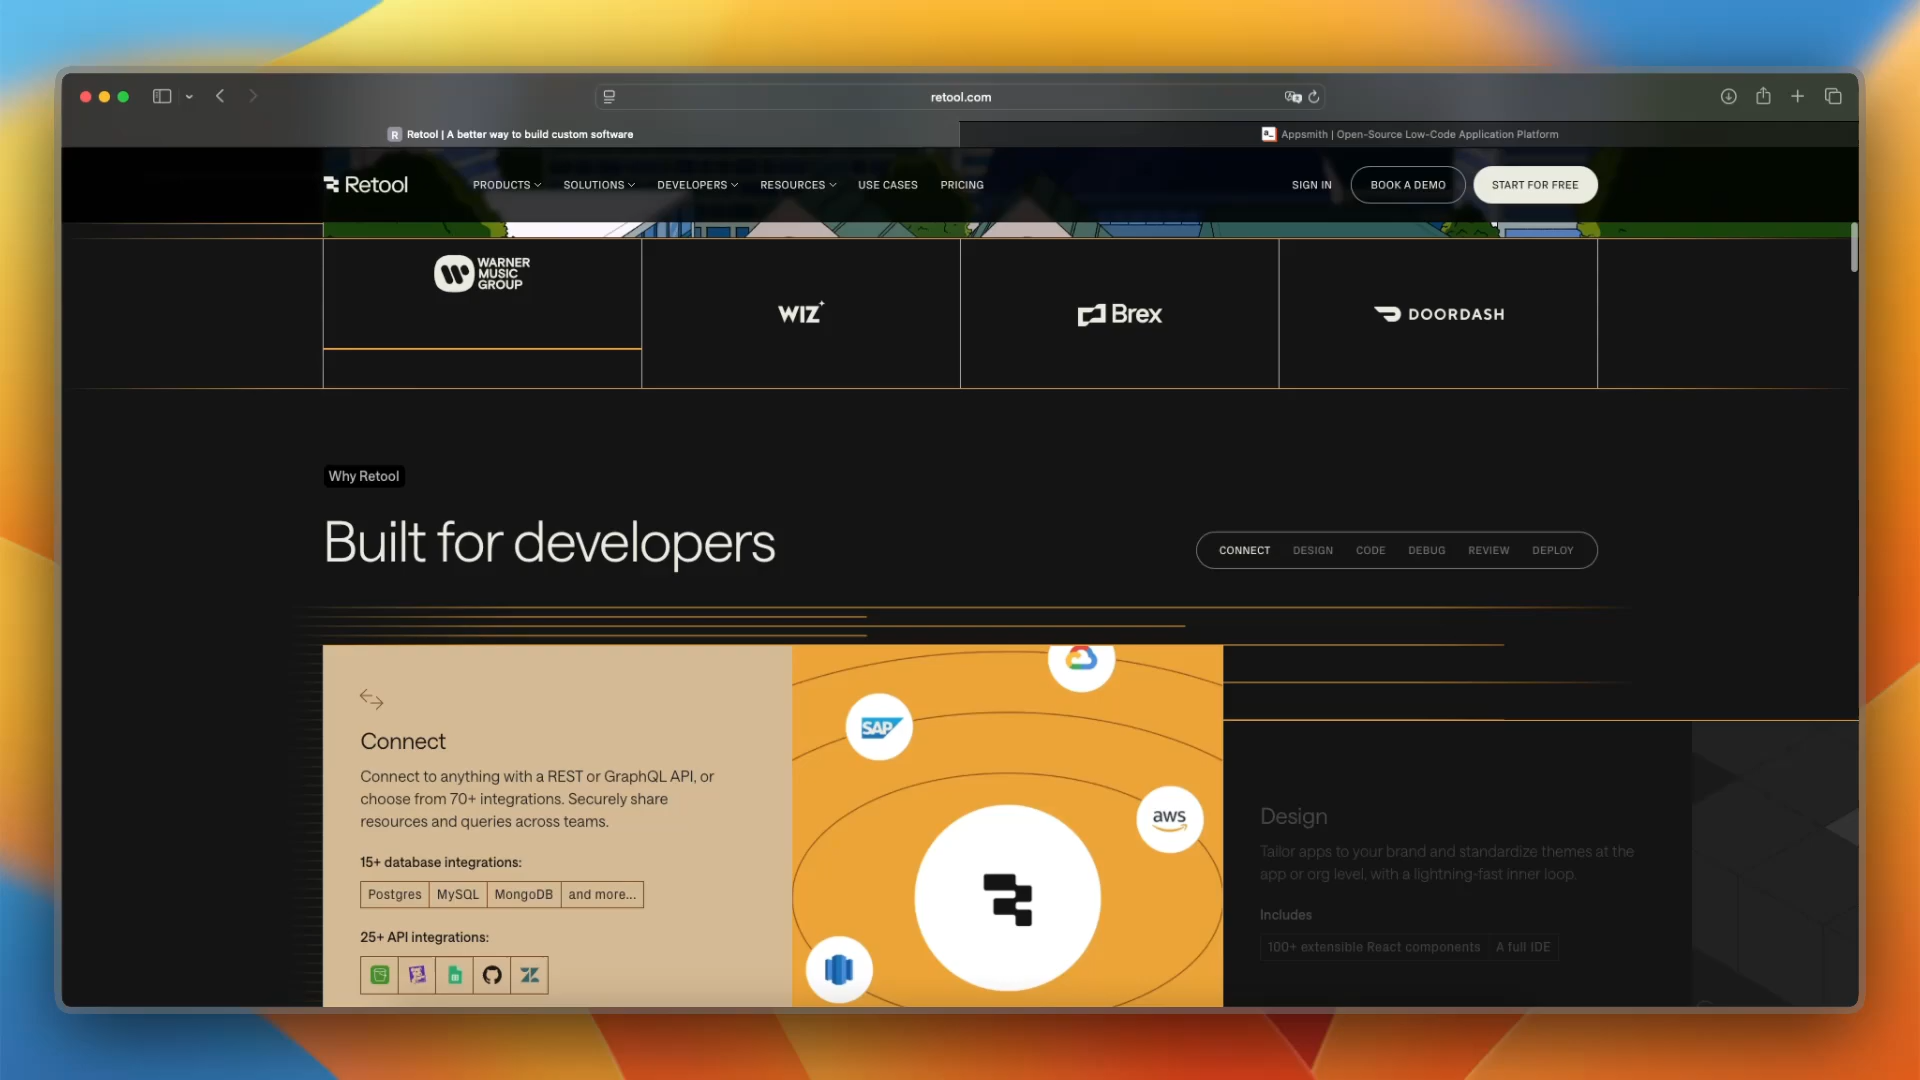 retool.com
Retool | A better way to build custom software
Appsmith | Open-Source Low-Code Application Platform
Retool
PRODUCTS
SOLUTIONS
DEVELOPERS
RESOURCES
USE CASES
PRICING
SIGN IN
BOOK A DEMO
START FOR FREE
WARNER
MUSIC
GROUP
WIZ
Brex
DOORDASH
Why Retool
Built for developers
CONNECT
DESIGN
CODE
DEBUG
REVIEW
DEPLOY
Connect
Connect to anything with a REST or GraphQL API, or
choose from 70+ integrations. Securely share
resources and queries across teams.
15+ database integrations:
Postgres
MySQL
MongoDB
and more...
25+ API integrations:
SAP
aws
Design
Tailor apps to your brand and standardize themes at the
app or org level, with a lightning-fast inner loop.
Includes
100+ extensible React components
A full IDE